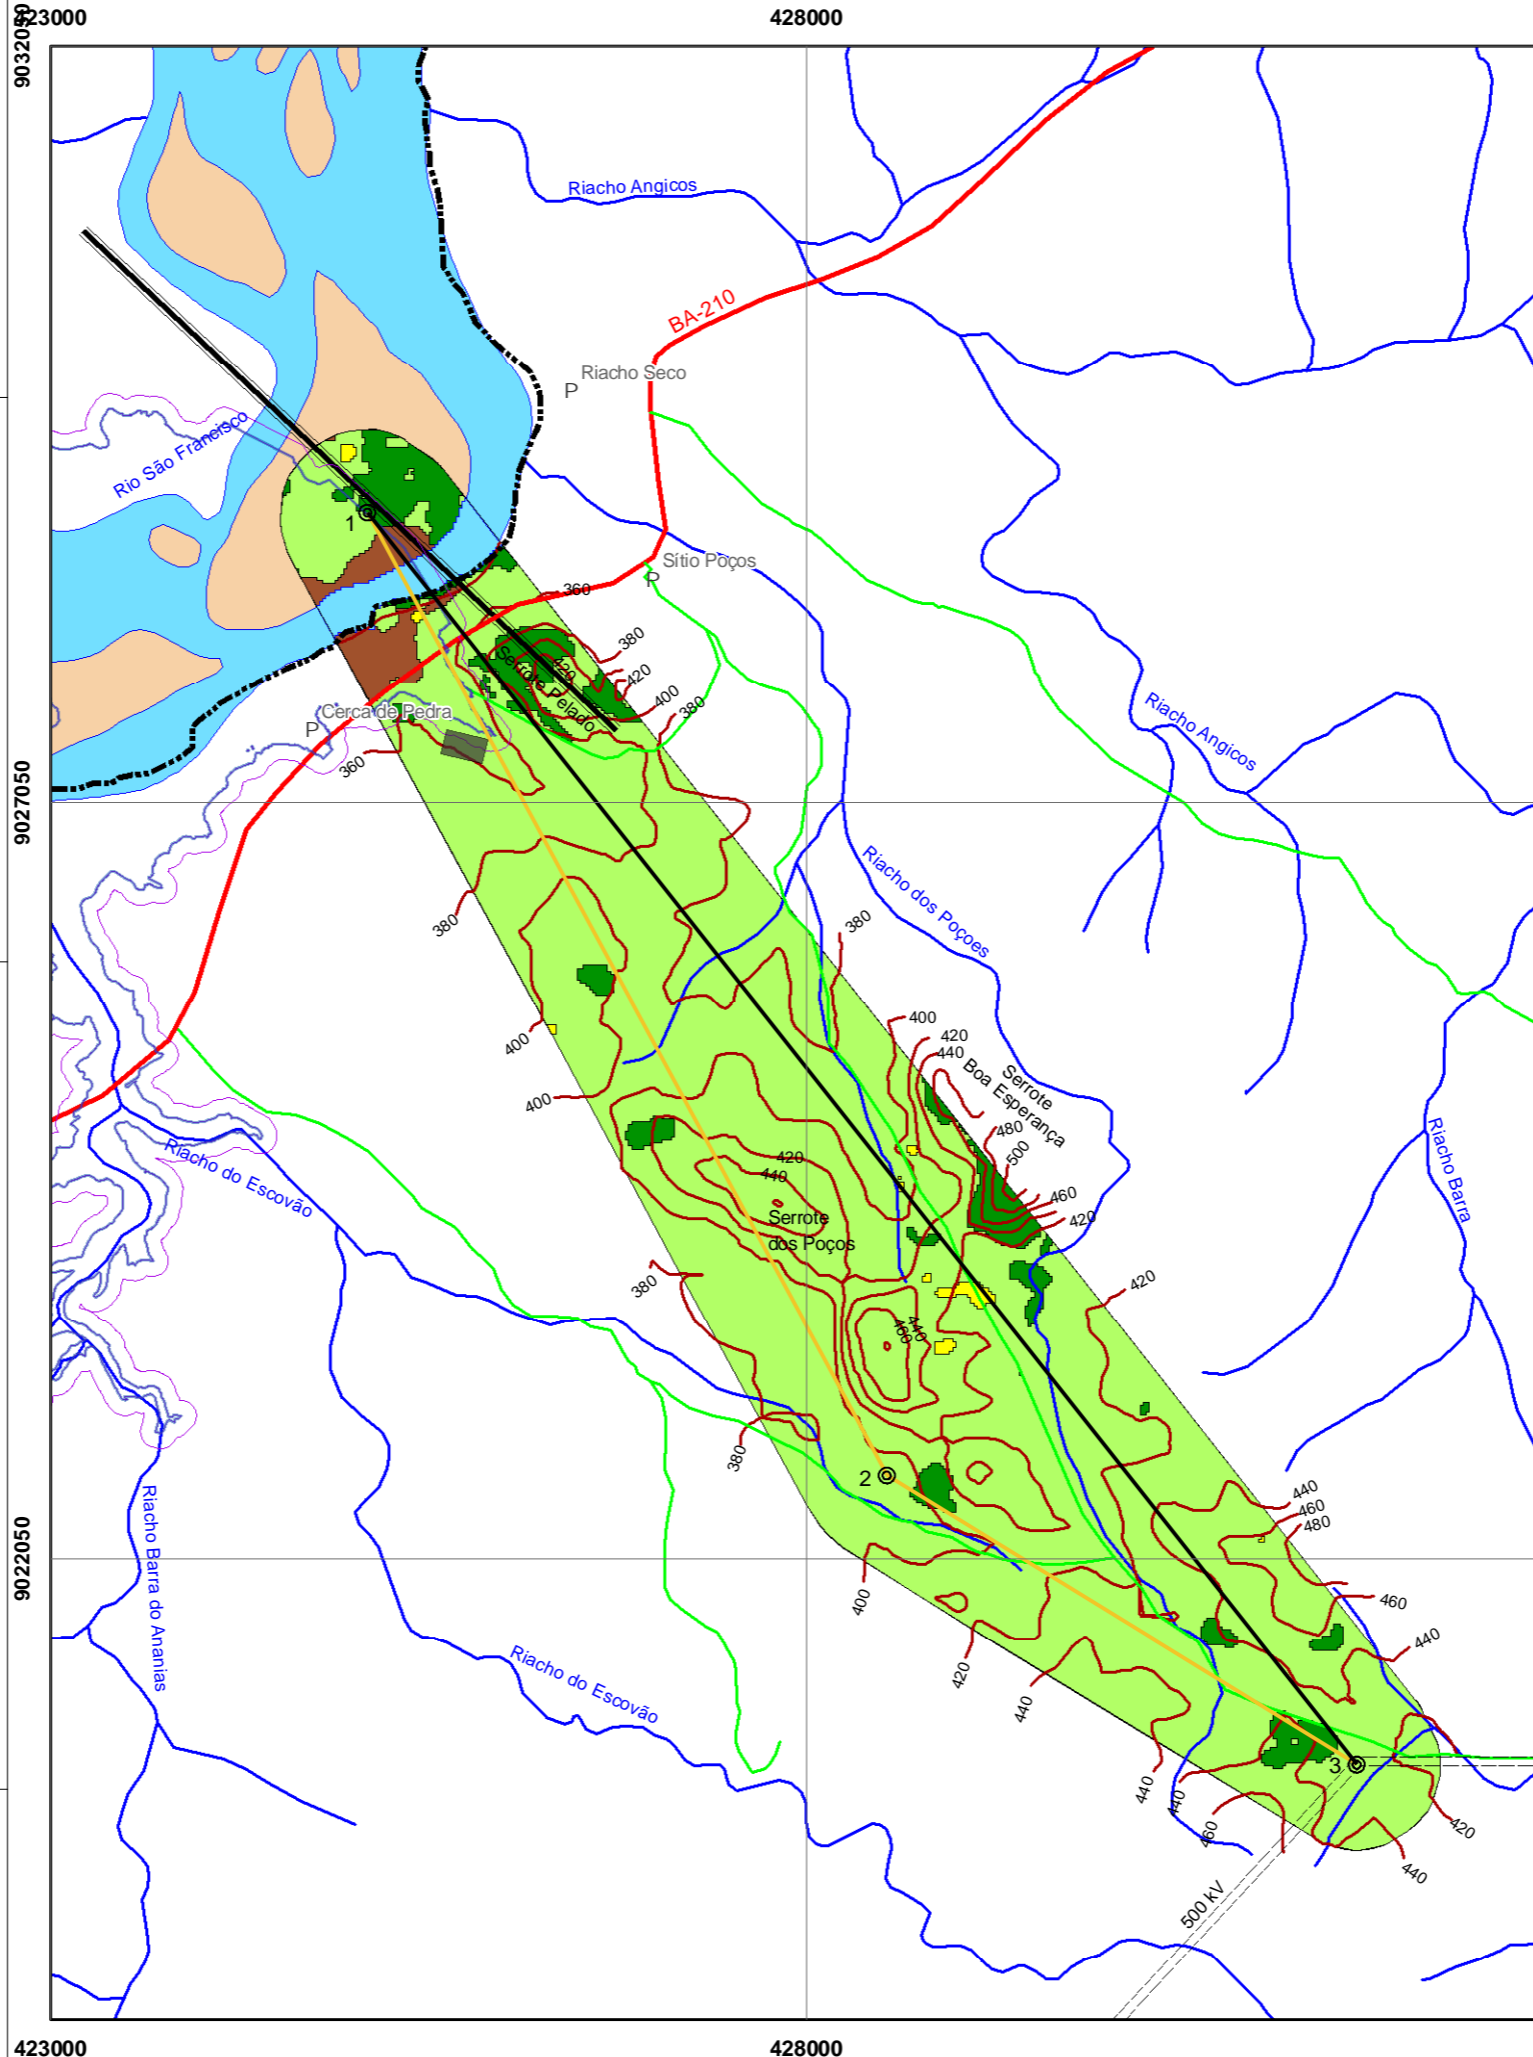 423000
428000
9032050
Riacho Angicos
BA-210
Riacho Seco
P
Rio São Francisco
1
Sítio Poços
P
360
380
420
420
400
380
Serrote Pelado
Cerca de Pedra
P
360
Riacho Angicos
9027050
Riacho dos Poçoes
380
380
400
400
420
440
Serrote
Boa Esperança
400
480
500
Riacho do Escovão
420
440
460
420
Serrote
dos Poços
Riacho Barra
380
420
440
460
380
2
440
460
480
Riacho Barra do Ananias
9022050
400
460
420
440
440
Riacho do Escovão
3
440
440
460
420
440
500 kV
423000
428000